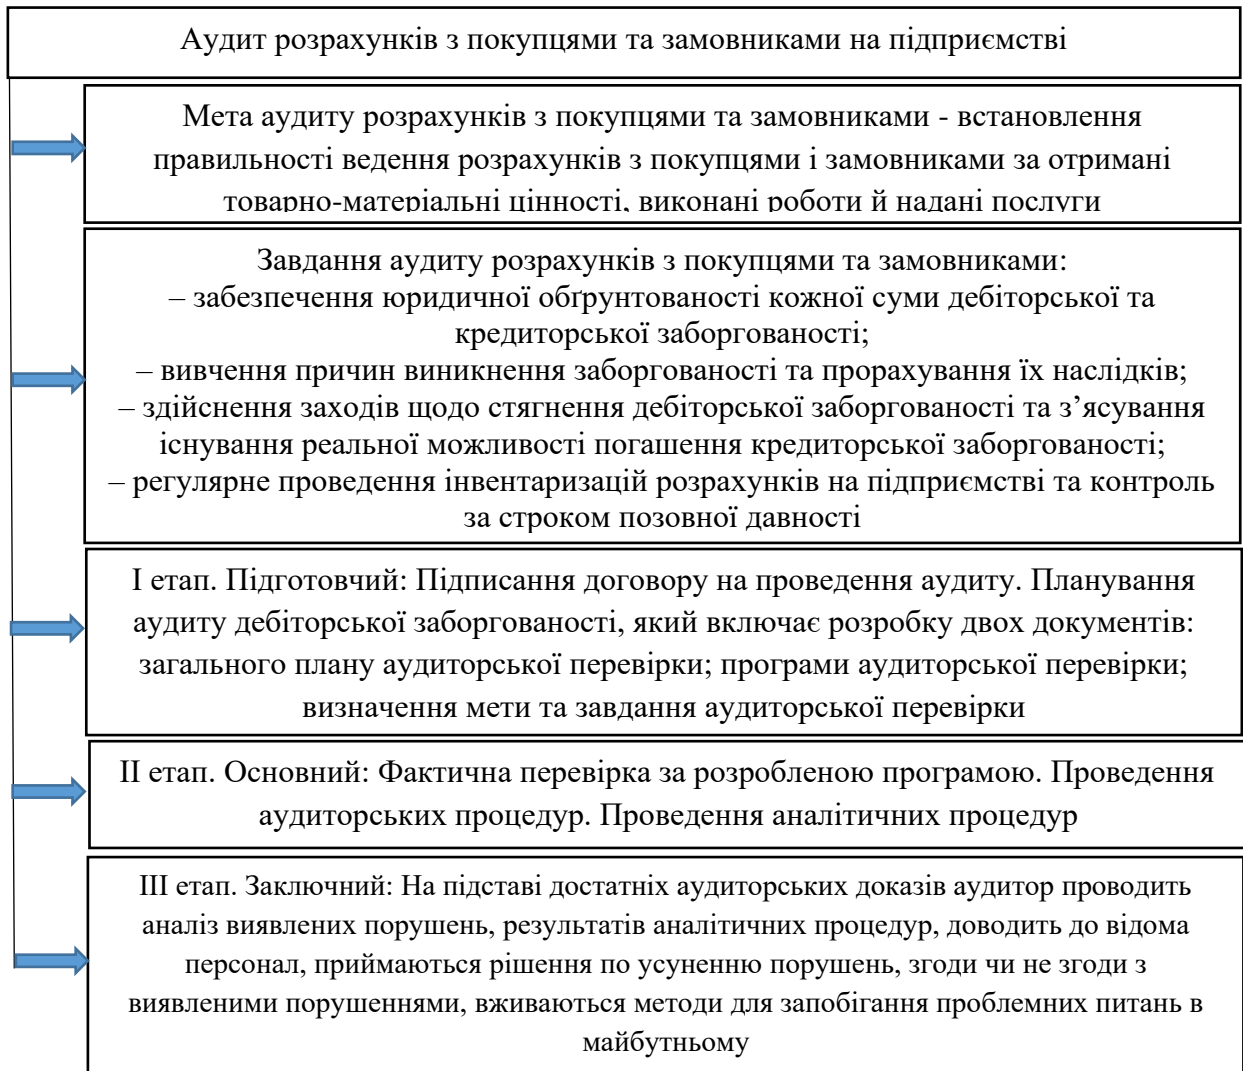 Аудит розрахунків з покупцями та замовниками на підприємстві
Мета аудиту розрахунків з покупцями та замовниками - встановлення
правильності ведення розрахунків з покупцями і замовниками за отримані
товарно-матеріальні цінності, виконані роботи й надані послуги
Завдання аудиту розрахунків з покупцями та замовниками:
– забезпечення юридичної обґрунтованості кожної суми дебіторської та
кредиторської заборгованості;
– вивчення причин виникнення заборгованості та прорахування їх наслідків;
– здійснення заходів щодо стягнення дебіторської заборгованості та з’ясування
існування реальної можливості погашення кредиторської заборгованості;
– регулярне проведення інвентаризацій розрахунків на підприємстві та контроль
за строком позовної давності
І етап. Підготовчий: Підписання договору на проведення аудиту. Планування
аудиту дебіторської заборгованості, який включає розробку двох документів:
загального плану аудиторської перевірки; програми аудиторської перевірки;
визначення мети та завдання аудиторської перевірки
ІІ етап. Основний: Фактична перевірка за розробленою програмою. Проведення
аудиторських процедур. Проведення аналітичних процедур
ІІІ етап. Заключний: На підставі достатніх аудиторських доказів аудитор проводить
аналіз виявлених порушень, результатів аналітичних процедур, доводить до відома
персонал, приймаються рішення по усуненню порушень, згоди чи не згоди з
виявленими порушеннями, вживаються методи для запобігання проблемних питань в
майбутньому